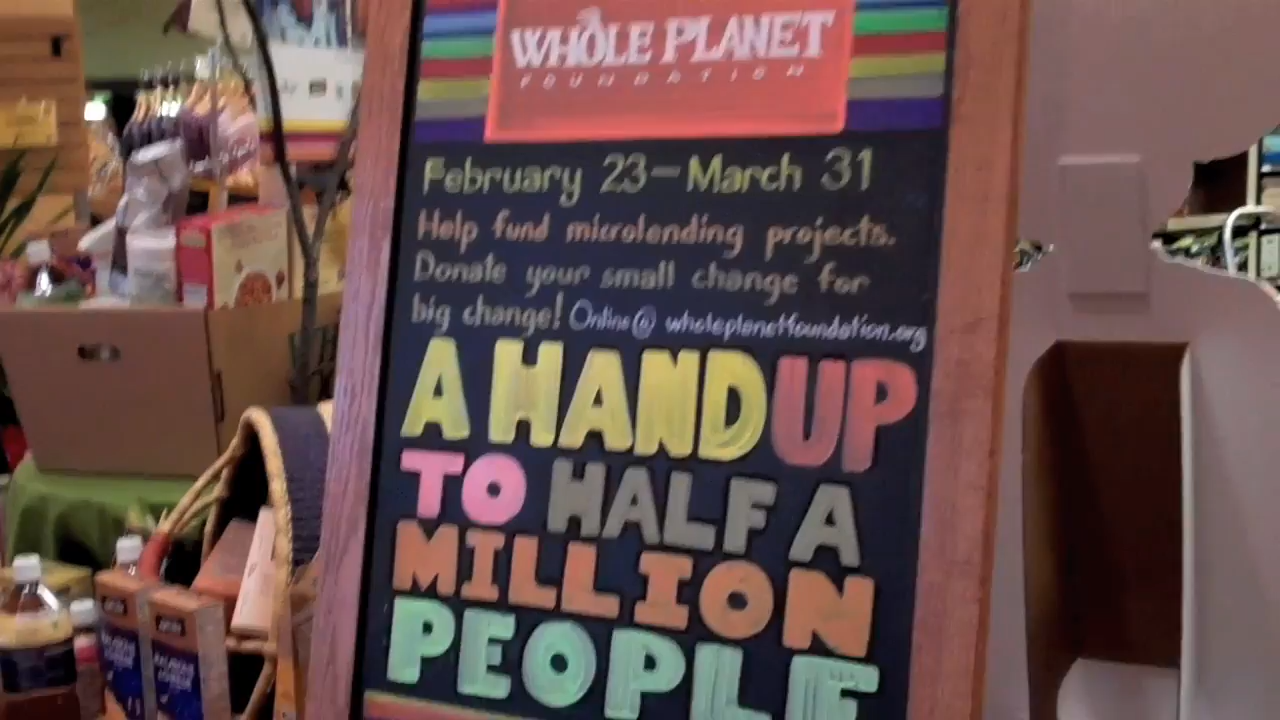 WHOLE PLANET
FOUNDATION
February 23-March 31
Help fund microlending projects.
Donate your small change for
big change! Online@ wholeplanetfoundation.org
A HAND UP
TO HALF A
MILLION
PEOPLE